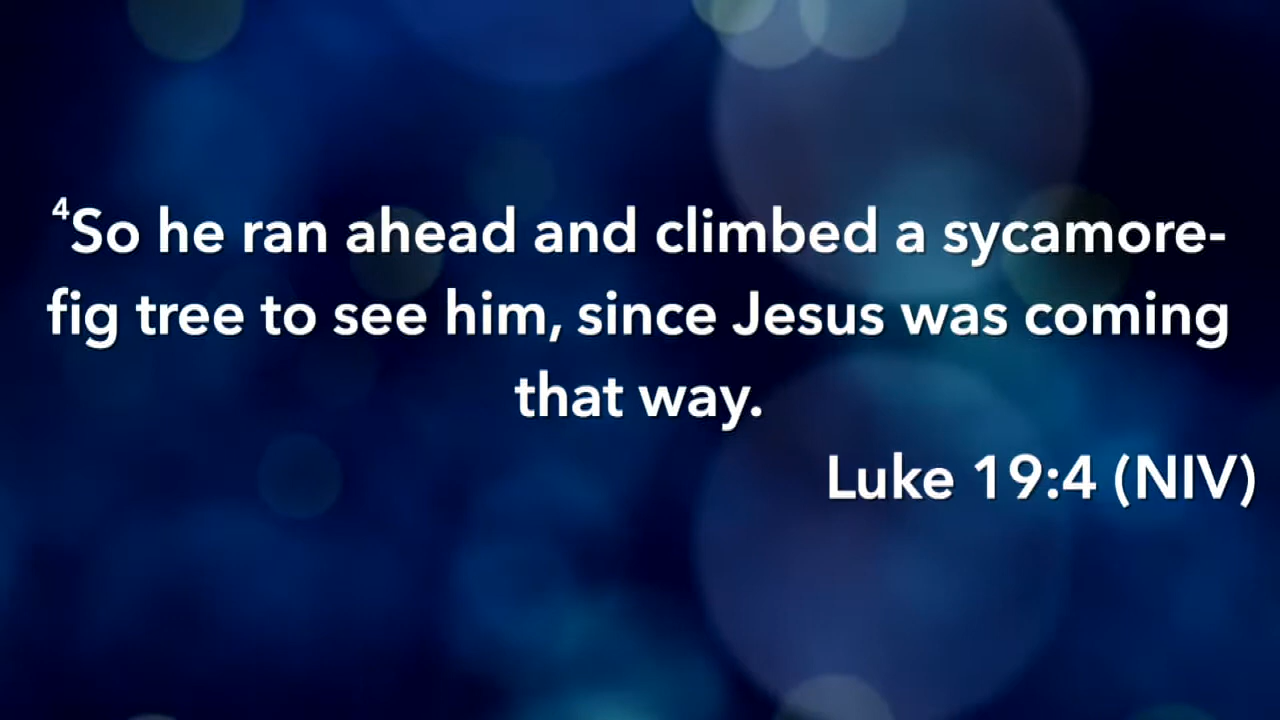 ⁴So he ran ahead and climbed a sycamore-
fig tree to see him, since Jesus was coming
that way.
Luke 19:4 (NIV)